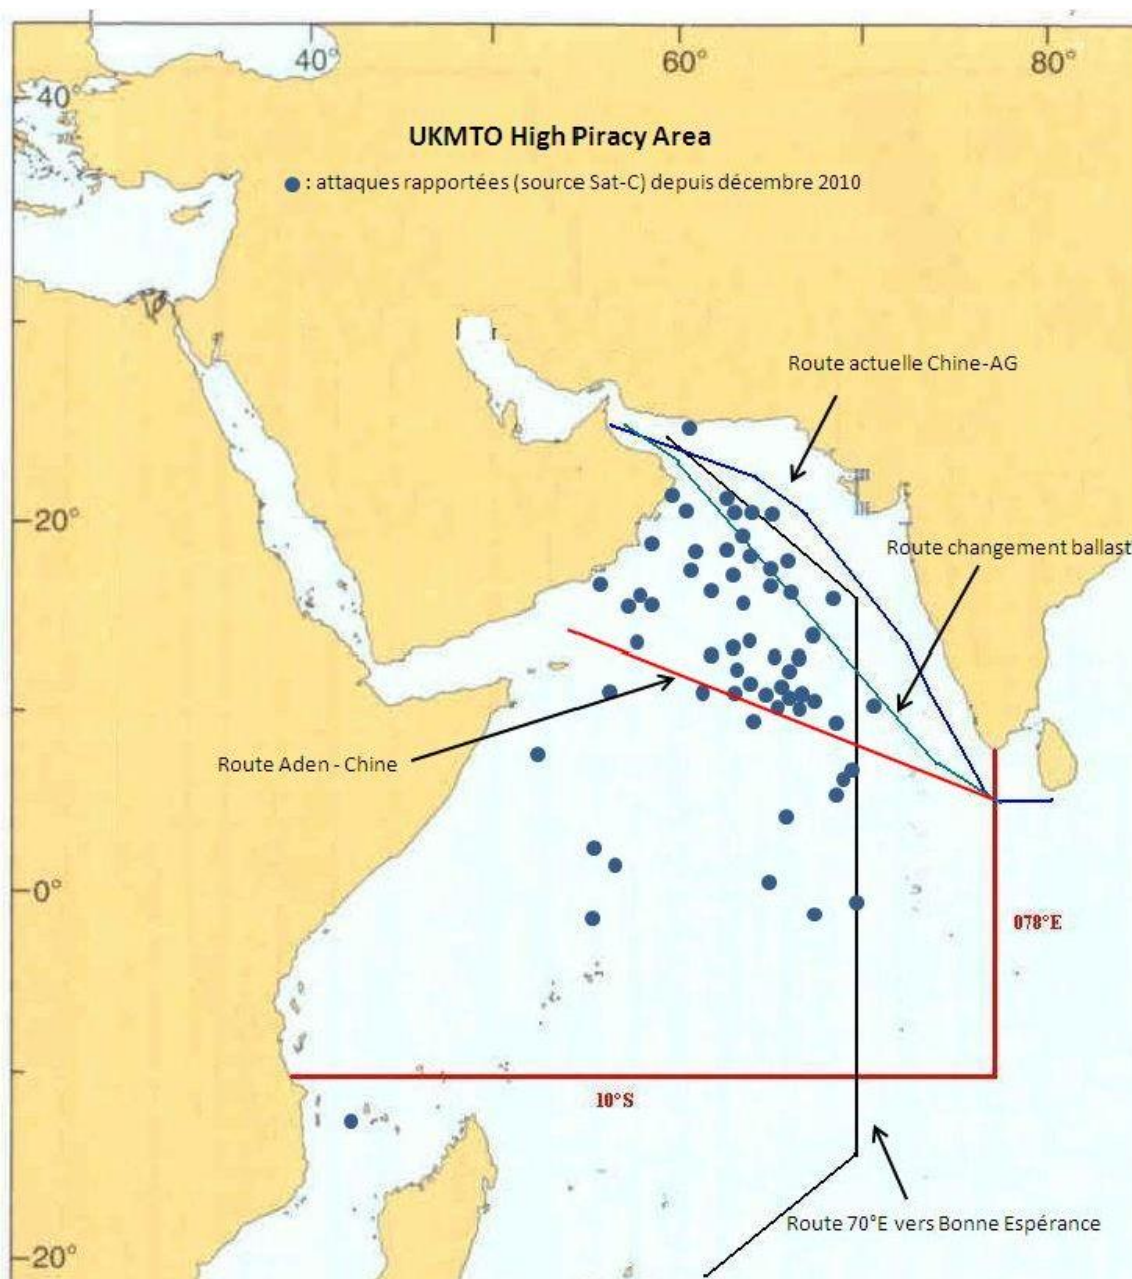 40°
60°
80°
40°
UKMTO High Piracy Area
: attaques rapportées (source Sat-C) depuis décembre 2010
Route actuelle Chine-AG
20°
Route changement ballast
Route Aden - Chine
0°
078°E
10°S
Route 70°E vers Bonne Espérance
20°